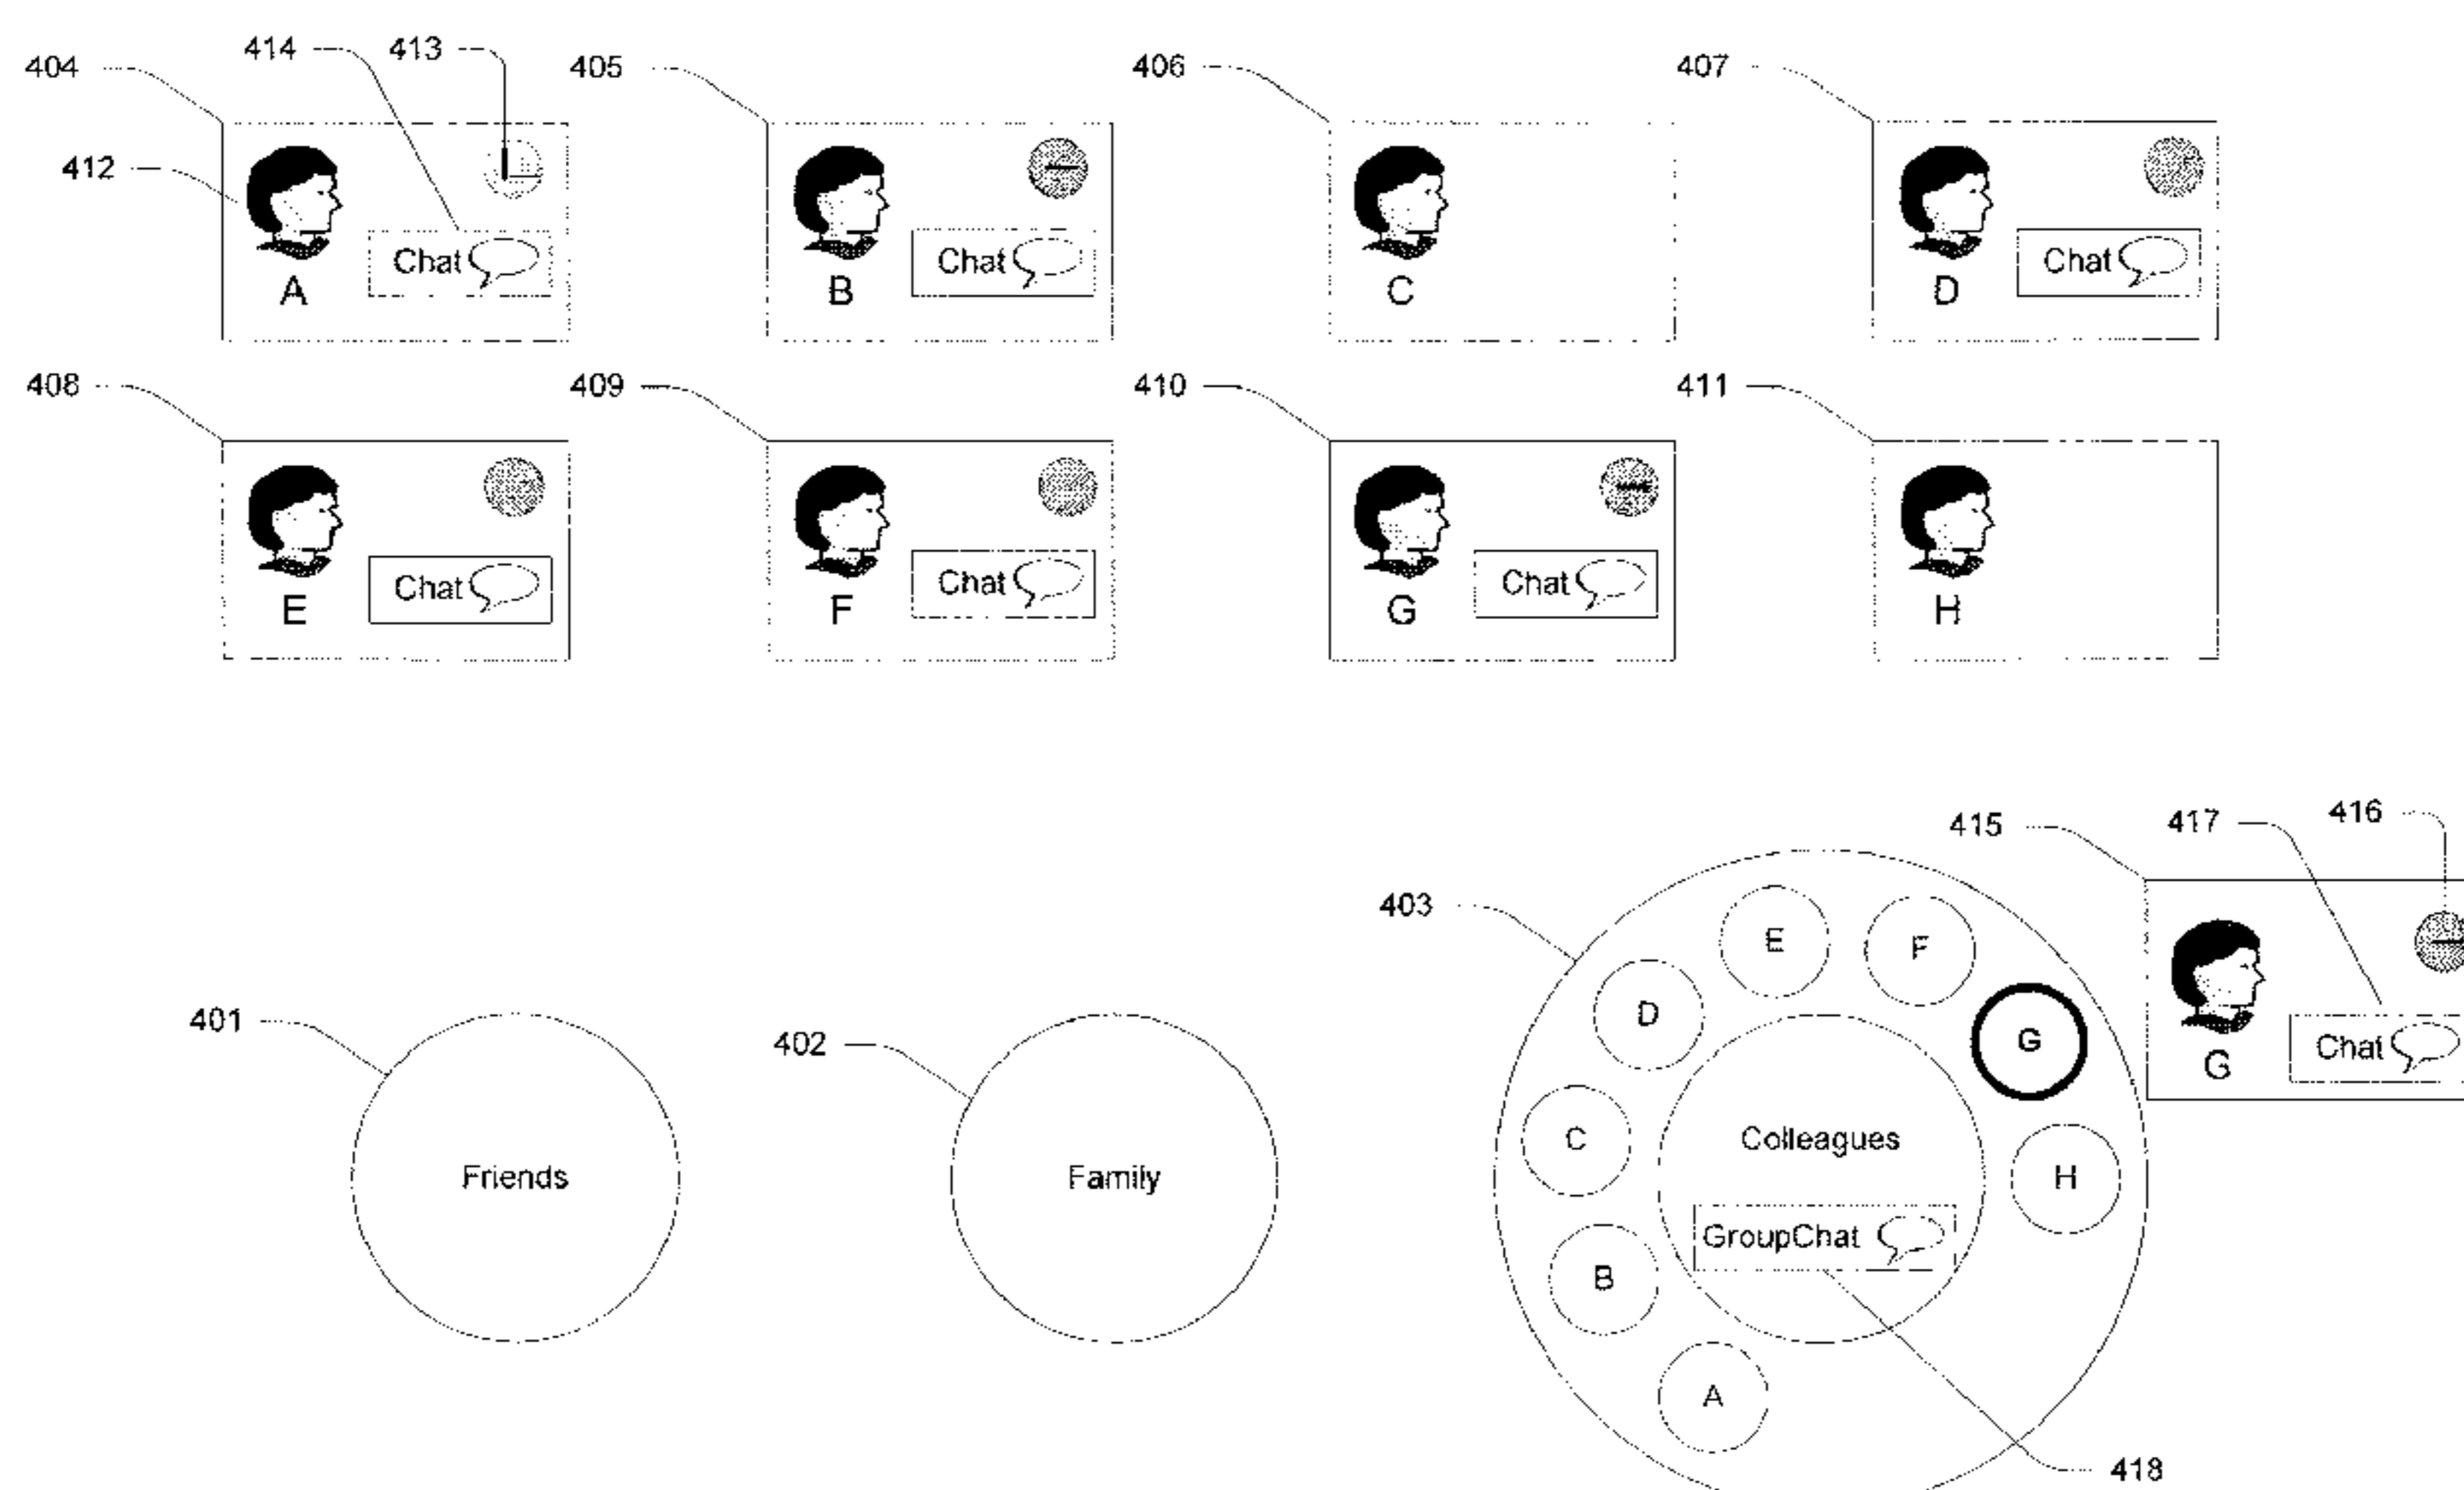 414 413
404 405 406 407
412
Chat Chat Chat
A B C D
408 409 410 411
Chat Chat Chat
E F G H
416
415 417
403
E F
D G
401 402
Chat
G
C Colleagues
Friends Family H
GroupChat
B
A
418